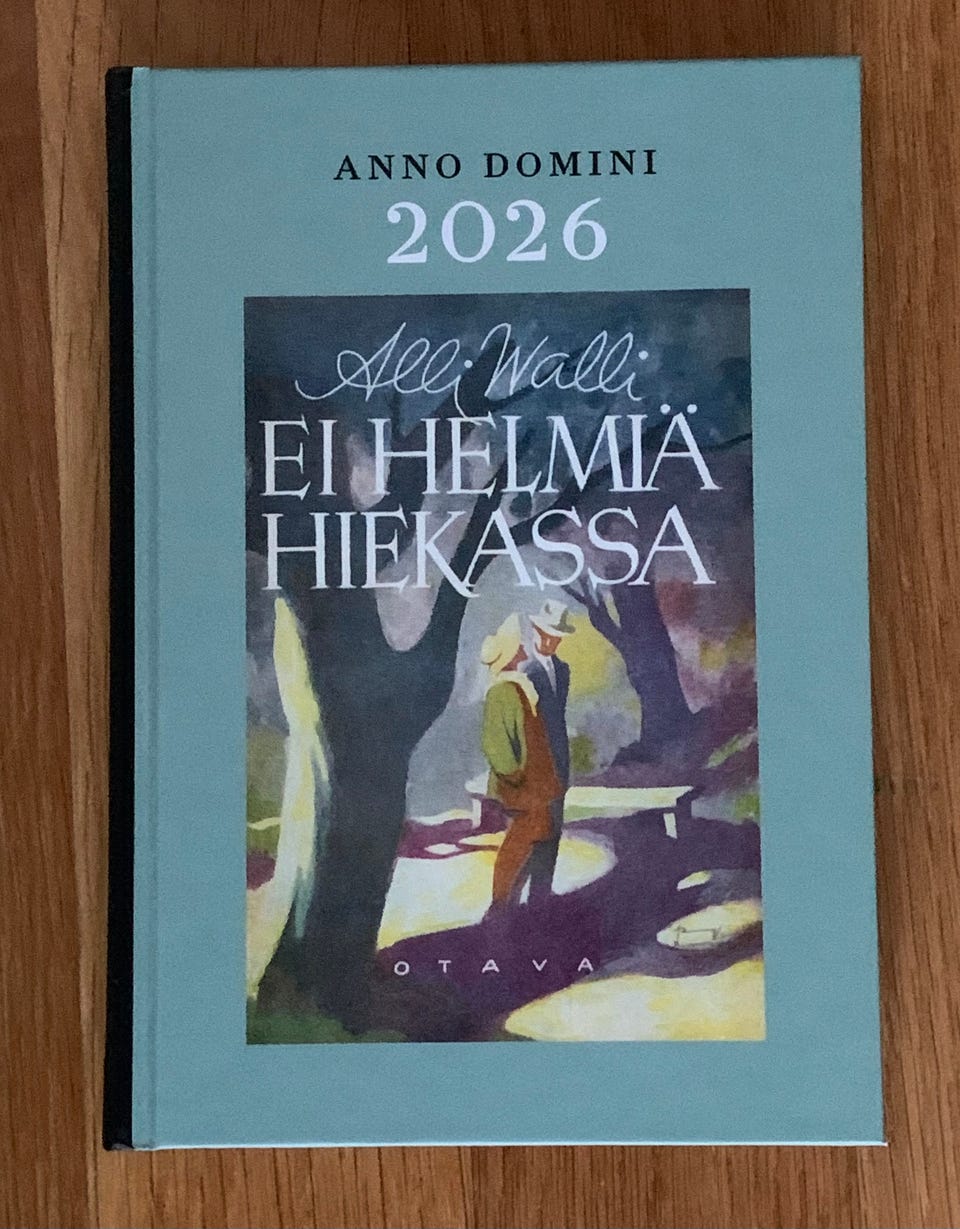 ANNO DOMINI
2026
Alli Walli
EI HELMIÄ
HIEKASSA
OTAVA